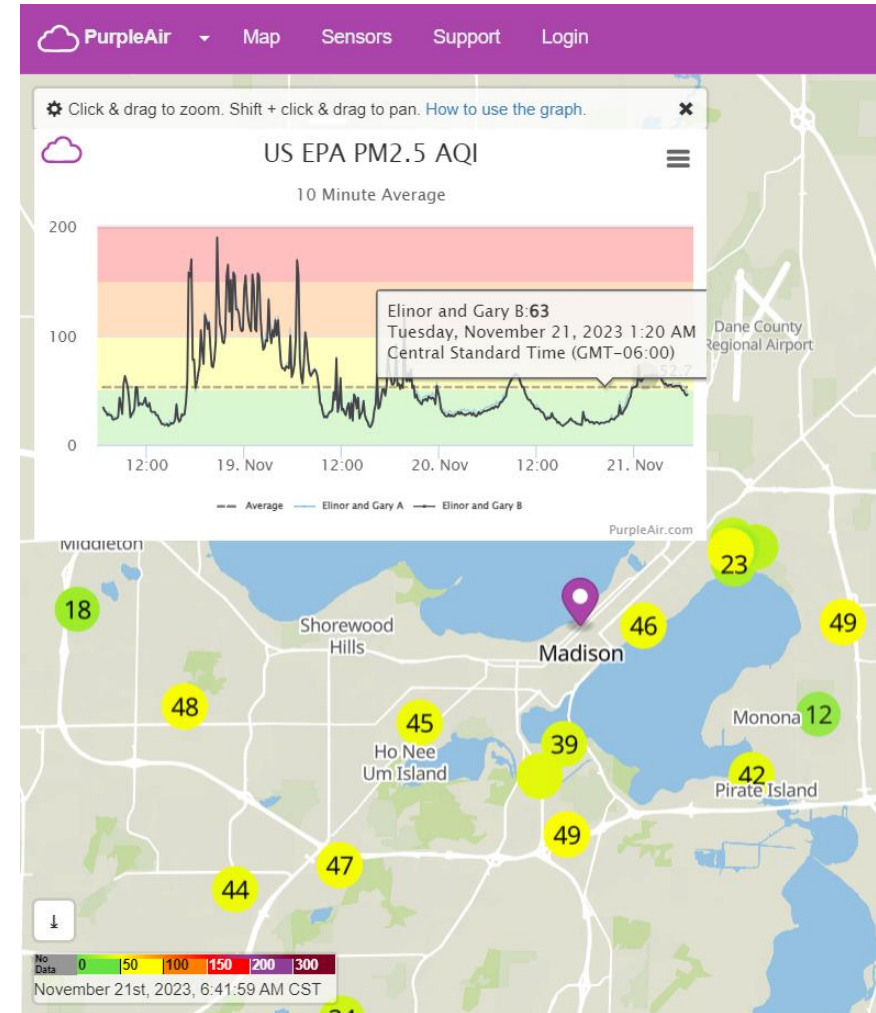 PurpleAir Map Sensors Support Login
Click & drag to zoom. Shift + click & drag to pan. How to use the graph.
US EPA PM2.5 AQI
10 Minute Average
200
Elinor and Gary B:63
Tuesday, November 21, 2023 1:20 AM
Central Standard Time (GMT-06:00)
100
52.7
0
12:00 19. Nov 12:00 20. Nov 12:00 21. Nov
Average Elinor and Gary A Elinor and Gary B
PurpleAir.com
Dane County
Regional Airport
Middleton
23
18
Shorewood
Hills
46
49
Madison
48
45
Monona 12
Ho Nee
Um Island
39
42
Pirate Island
49
47
44
No
Data
0 50 100 150 200 300
November 21st, 2023, 6:41:59 AM CST